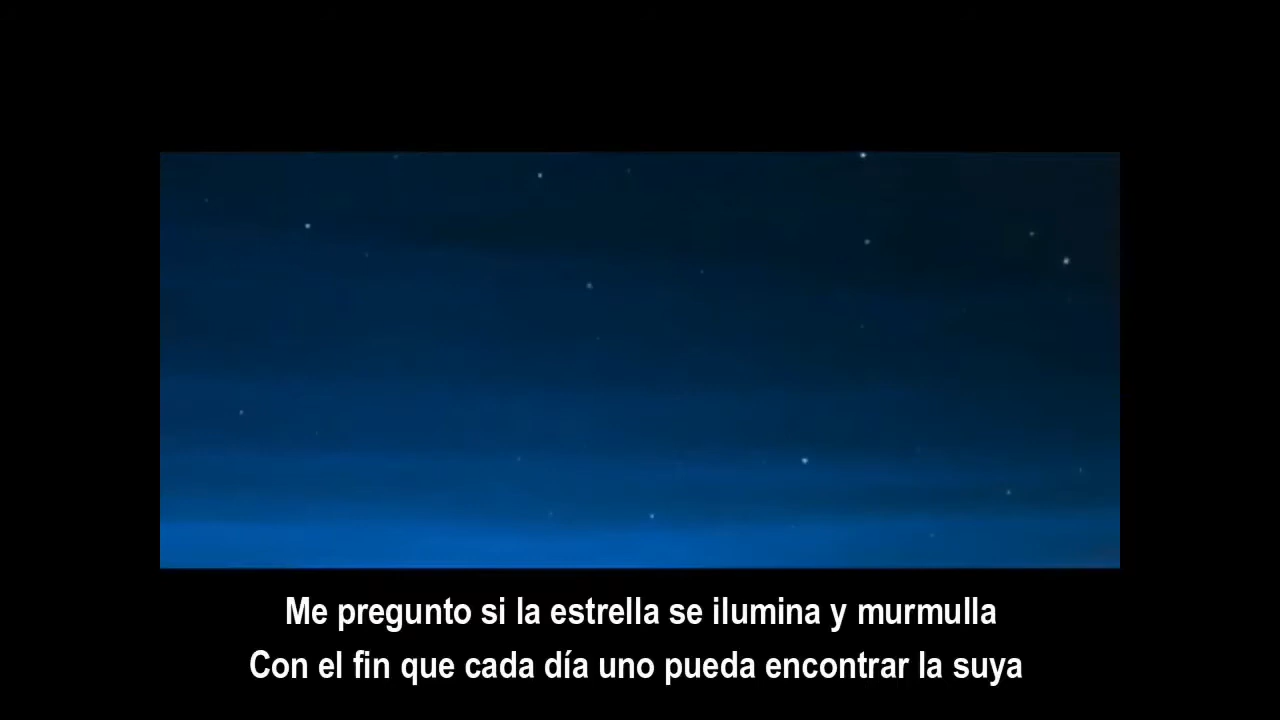 Me pregunto si la estrella se ilumina y murmulla
Con el fin que cada día uno pueda encontrar la suya